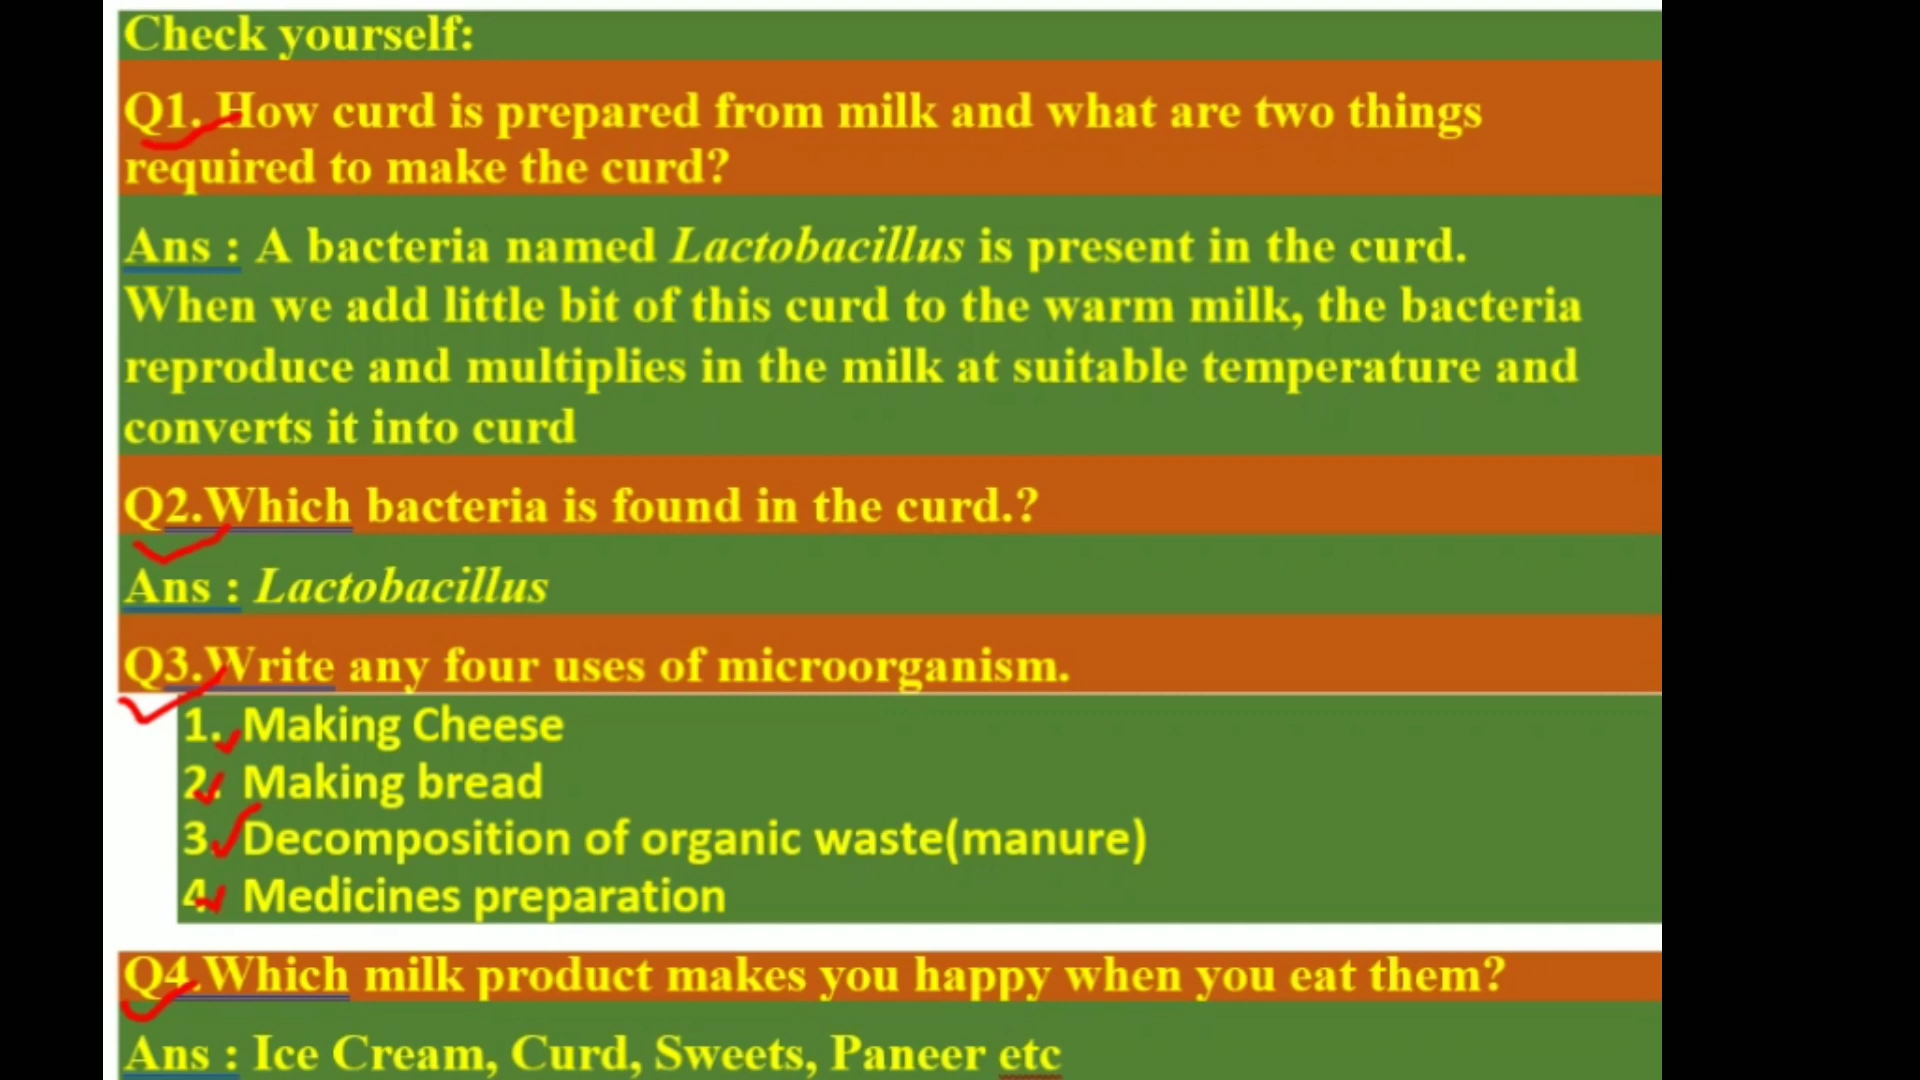 Check yourself:
Q1. How curd is prepared from milk and what are two things
required to make the curd?
Ans : A bacteria named Lactobacillus is present in the curd.
When we add little bit of this curd to the warm milk, the bacteria
reproduce and multiplies in the milk at suitable temperature and
converts it into curd
Q2.Which bacteria is found in the curd.?
Ans : Lactobacillus
Q3.Write any four uses of microorganism.
1. Making Cheese
2. Making bread
3. Decomposition of organic waste(manure)
4. Medicines preparation
Q4.Which milk product makes you happy when you eat them?
Ans : Ice Cream, Curd, Sweets, Paneer etc